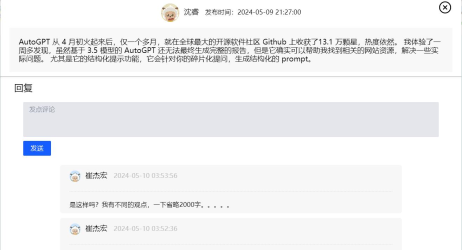 沈睿 发布时间：2024-05-09 21:27:00
AutoGPT 从 4 月初火起来后，仅一个多月，就在全球最大的开源软件社区 Github 上收获了13.1 万颗星，热度依然。 我体验了一
周多发现，虽然基于 3.5 模型的 AutoGPT 还无法最终生成完整的报告，但是它确实可以帮助我找到相关的网站资源，解决一些实
际问题。 尤其是它的结构化提示功能，它会针对你的碎片化提问，生成结构化的 prompt。
回复
发点评论
发送
崔杰宏 2024-05-10 03:53:56
是这样吗？我有不同的观点，一下省略2000字。。。。。
崔杰宏 2024-05-10 03:52:36